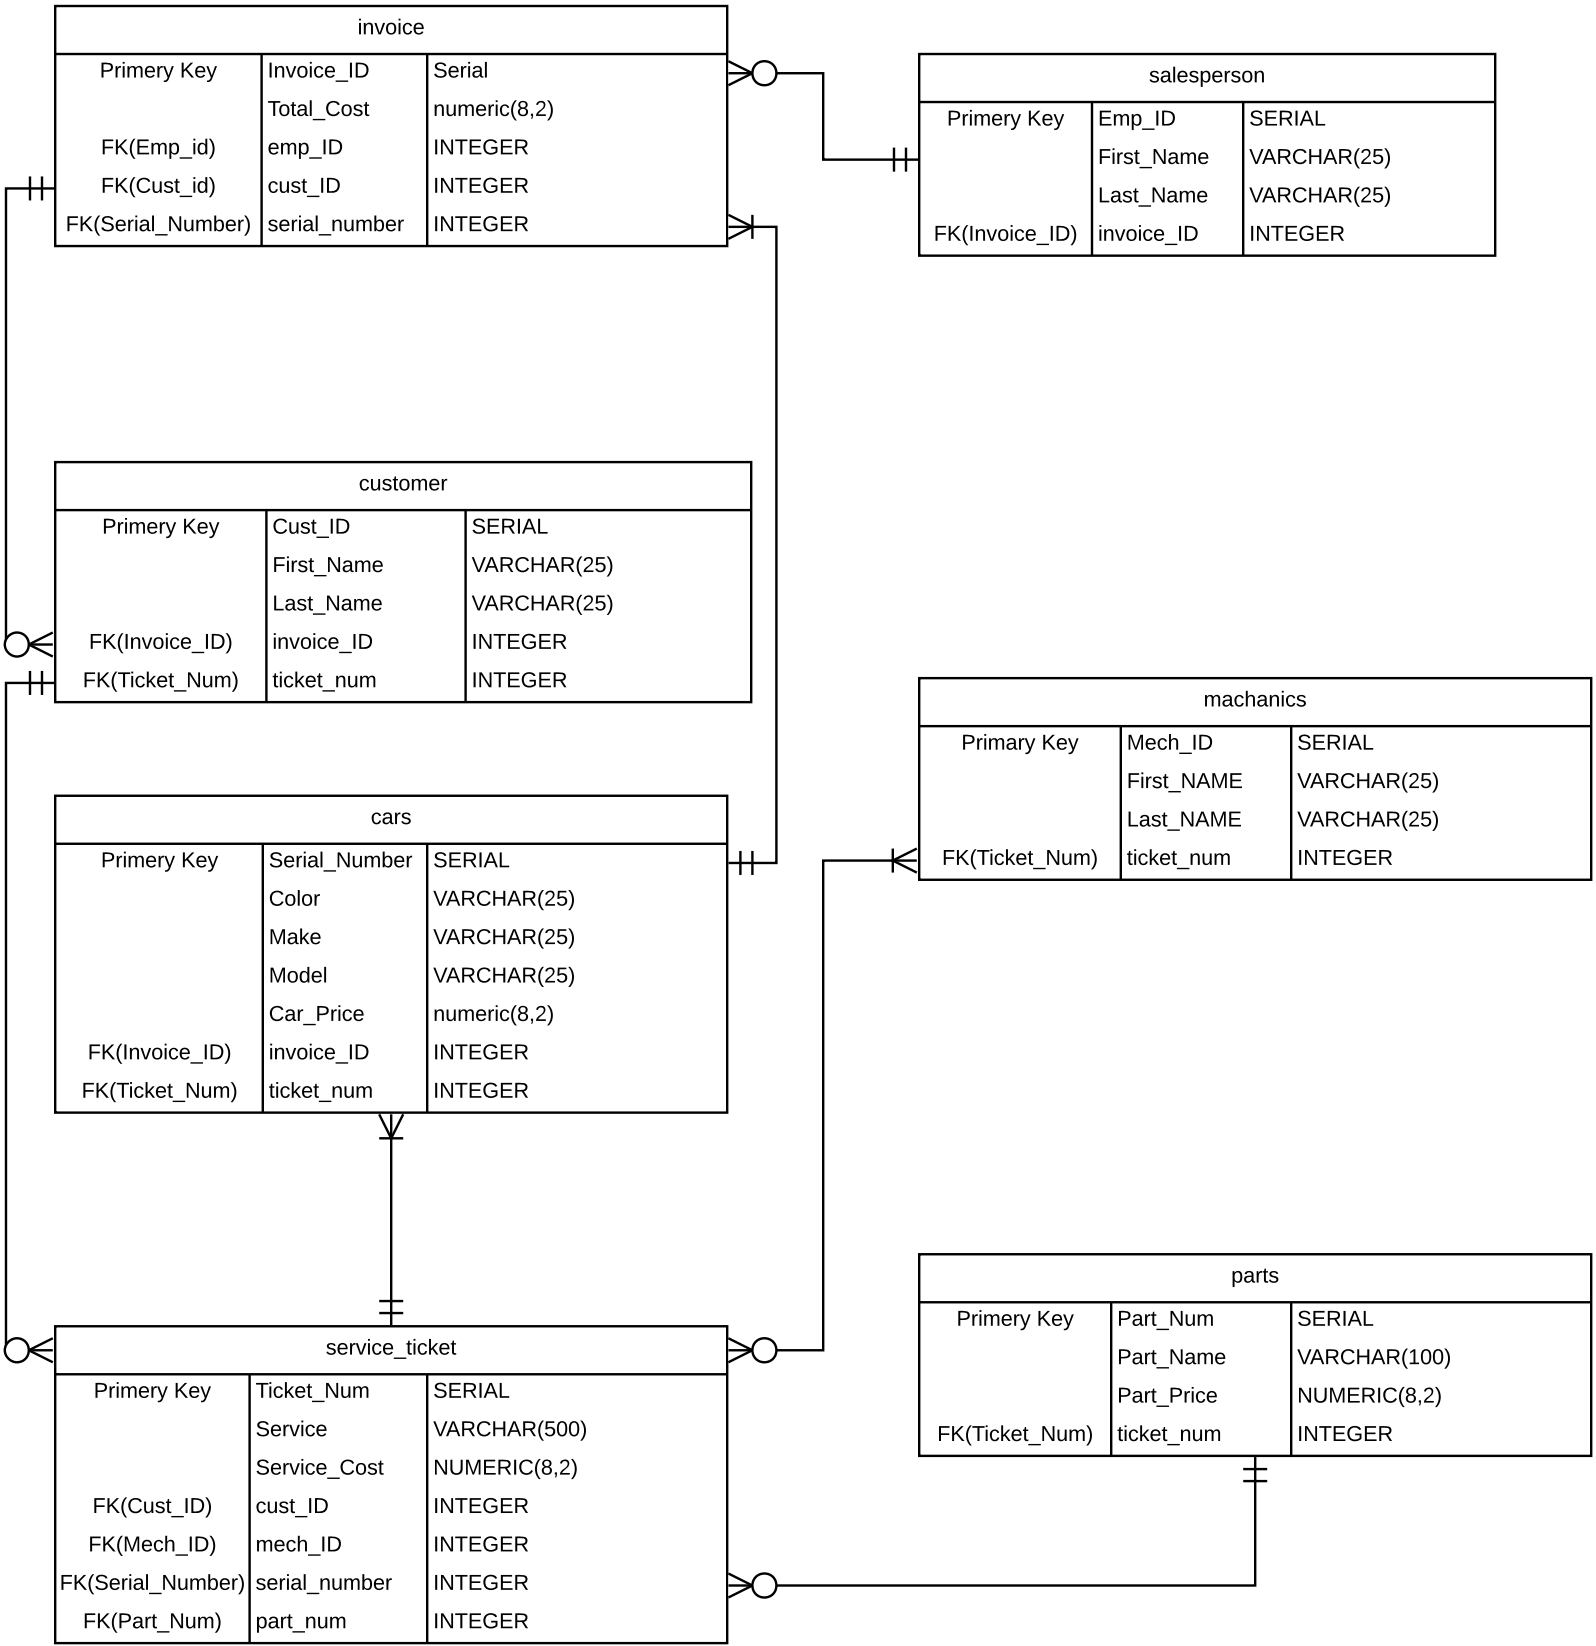 invoice
Primery Key Invoice_ID Serial
Total_Cost numeric(8,2)
FK(Emp_id) emp_ID INTEGER
FK(Cust_id) cust_ID INTEGER
FK(Serial_Number) serial_number INTEGER
salesperson
Primery Key Emp_ID SERIAL
First_Name VARCHAR(25)
Last_Name VARCHAR(25)
FK(Invoice_ID) invoice_ID INTEGER
customer
Primery Key Cust_ID SERIAL
First_Name VARCHAR(25)
Last_Name VARCHAR(25)
FK(Invoice_ID) invoice_ID INTEGER
FK(Ticket_Num) ticket_num INTEGER
machanics
Primary Key Mech_ID SERIAL
First_NAME VARCHAR(25)
Last_NAME VARCHAR(25)
FK(Ticket_Num) ticket_num INTEGER
cars
Primery Key Serial_Number SERIAL
Color VARCHAR(25)
Make VARCHAR(25)
Model VARCHAR(25)
Car_Price numeric(8,2)
FK(Invoice_ID) invoice_ID INTEGER
FK(Ticket_Num) ticket_num INTEGER
parts
Primery Key Part_Num SERIAL
Part_Name VARCHAR(100)
Part_Price NUMERIC(8,2)
FK(Ticket_Num) ticket_num INTEGER
service_ticket
Primery Key Ticket_Num SERIAL
Service VARCHAR(500)
Service_Cost NUMERIC(8,2)
FK(Cust_ID) cust_ID INTEGER
FK(Mech_ID) mech_ID INTEGER
FK(Serial_Number) serial_number INTEGER
FK(Part_Num) part_num INTEGER